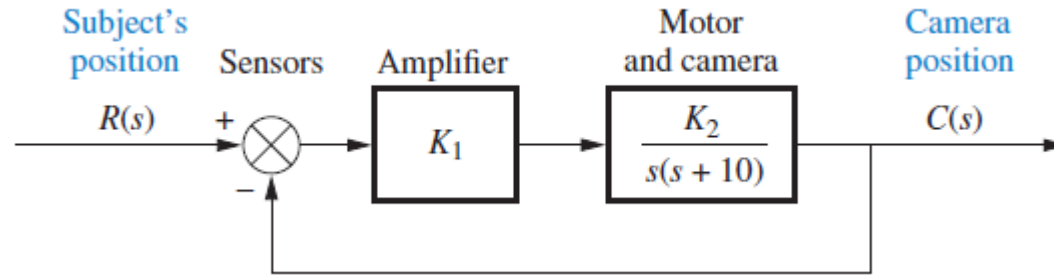 Subject's
position
Sensors
Amplifier
Motor
and camera
Camera
position
R(s)
+
−
K₁
K₂
s(s + 10)
C(s)